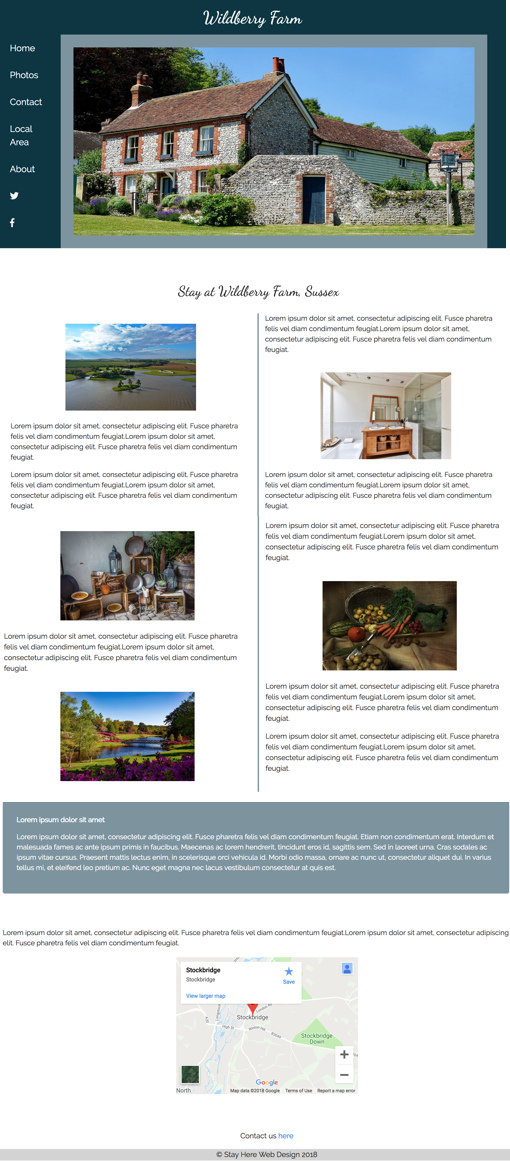 Wildberry Farm
Home
Photos
Contact
Local
Area
About
Stay at Wildberry Farm, Sussex
Lorem ipsum dolor sit amet, consectetur adipiscing elit. Fusce pharetra
felis vel diam condimentum feugiat.Lorem ipsum dolor sit amet,
consectetur adipiscing elit. Fusce pharetra felis vel diam condimentum
feugiat.
Lorem ipsum dolor sit amet, consectetur adipiscing elit. Fusce pharetra
felis vel diam condimentum feugiat.Lorem ipsum dolor sit amet,
consectetur adipiscing elit. Fusce pharetra felis vel diam condimentum
feugiat.
Lorem ipsum dolor sit amet, consectetur adipiscing elit. Fusce pharetra
felis vel diam condimentum feugiat.Lorem ipsum dolor sit amet,
consectetur adipiscing elit. Fusce pharetra felis vel diam condimentum
feugiat.
Lorem ipsum dolor sit amet, consectetur adipiscing elit. Fusce pharetra
felis vel diam condimentum feugiat.Lorem ipsum dolor sit amet,
consectetur adipiscing elit. Fusce pharetra felis vel diam condimentum
feugiat.
Lorem ipsum dolor sit amet, consectetur adipiscing elit. Fusce pharetra
felis vel diam condimentum feugiat.Lorem ipsum dolor sit amet,
consectetur adipiscing elit. Fusce pharetra felis vel diam condimentum
feugiat.
Lorem ipsum dolor sit amet, consectetur adipiscing elit. Fusce pharetra
felis vel diam condimentum feugiat.Lorem ipsum dolor sit amet,
consectetur adipiscing elit. Fusce pharetra felis vel diam condimentum
feugiat.
Lorem ipsum dolor sit amet, consectetur adipiscing elit. Fusce pharetra
felis vel diam condimentum feugiat.Lorem ipsum dolor sit amet,
consectetur adipiscing elit. Fusce pharetra felis vel diam condimentum
feugiat.
Lorem ipsum dolor sit amet, consectetur adipiscing elit. Fusce pharetra
felis vel diam condimentum feugiat.Lorem ipsum dolor sit amet,
consectetur adipiscing elit. Fusce pharetra felis vel diam condimentum
feugiat.
Lorem ipsum dolor sit amet
Lorem ipsum dolor sit amet, consectetur adipiscing elit. Fusce pharetra felis vel diam condimentum feugiat. Etiam non condimentum erat. Interdum et
malesuada fames ac ante ipsum primis in faucibus. Maecenas ac lorem hendrerit, tincidunt eros id, sagittis sem. Sed in laoreet urna. Cras sodales ac
ipsum vitae cursus. Praesent mattis lectus enim, in scelerisque orci vehicula id. Morbi odio massa, ornare ac nunc ut, consectetur aliquet dui. In varius
tellus mi, et eleifend leo pretium ac. Nunc eget magna nec lacus vestibulum consectetur at quis est.
Lorem ipsum dolor sit amet, consectetur adipiscing elit. Fusce pharetra felis vel diam condimentum feugiat.Lorem ipsum dolor sit amet, consectetur adipiscing
elit. Fusce pharetra felis vel diam condimentum feugiat.
Stockbridge
Stockbridge
Save
View larger map
Stockbridge
Stockbridge
Down
North
Google
Map data ©2018 Google Terms of Use Report a map error
Contact us here
© Stay Here Web Design 2018